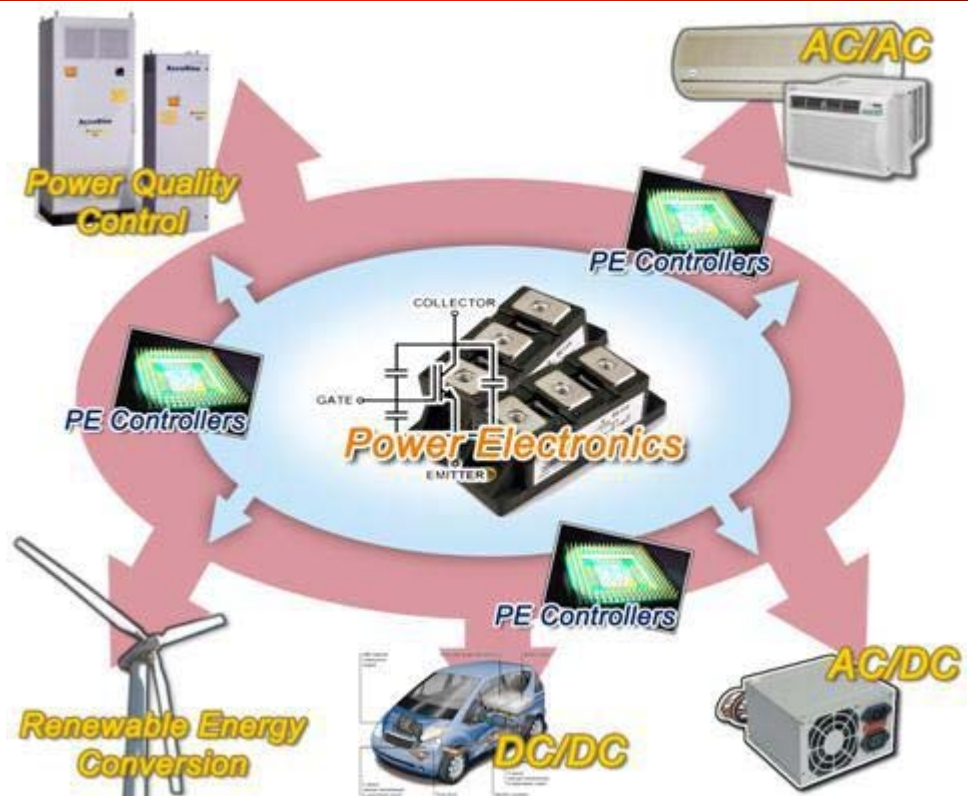 AC/AC
Power Quality
Control
PE Controllers
COLLECTOR
GATE
PE Controllers
Power Electronics
EMITTER
PE Controllers
AC/DC
Renewable Energy
Conversion
DC/DC